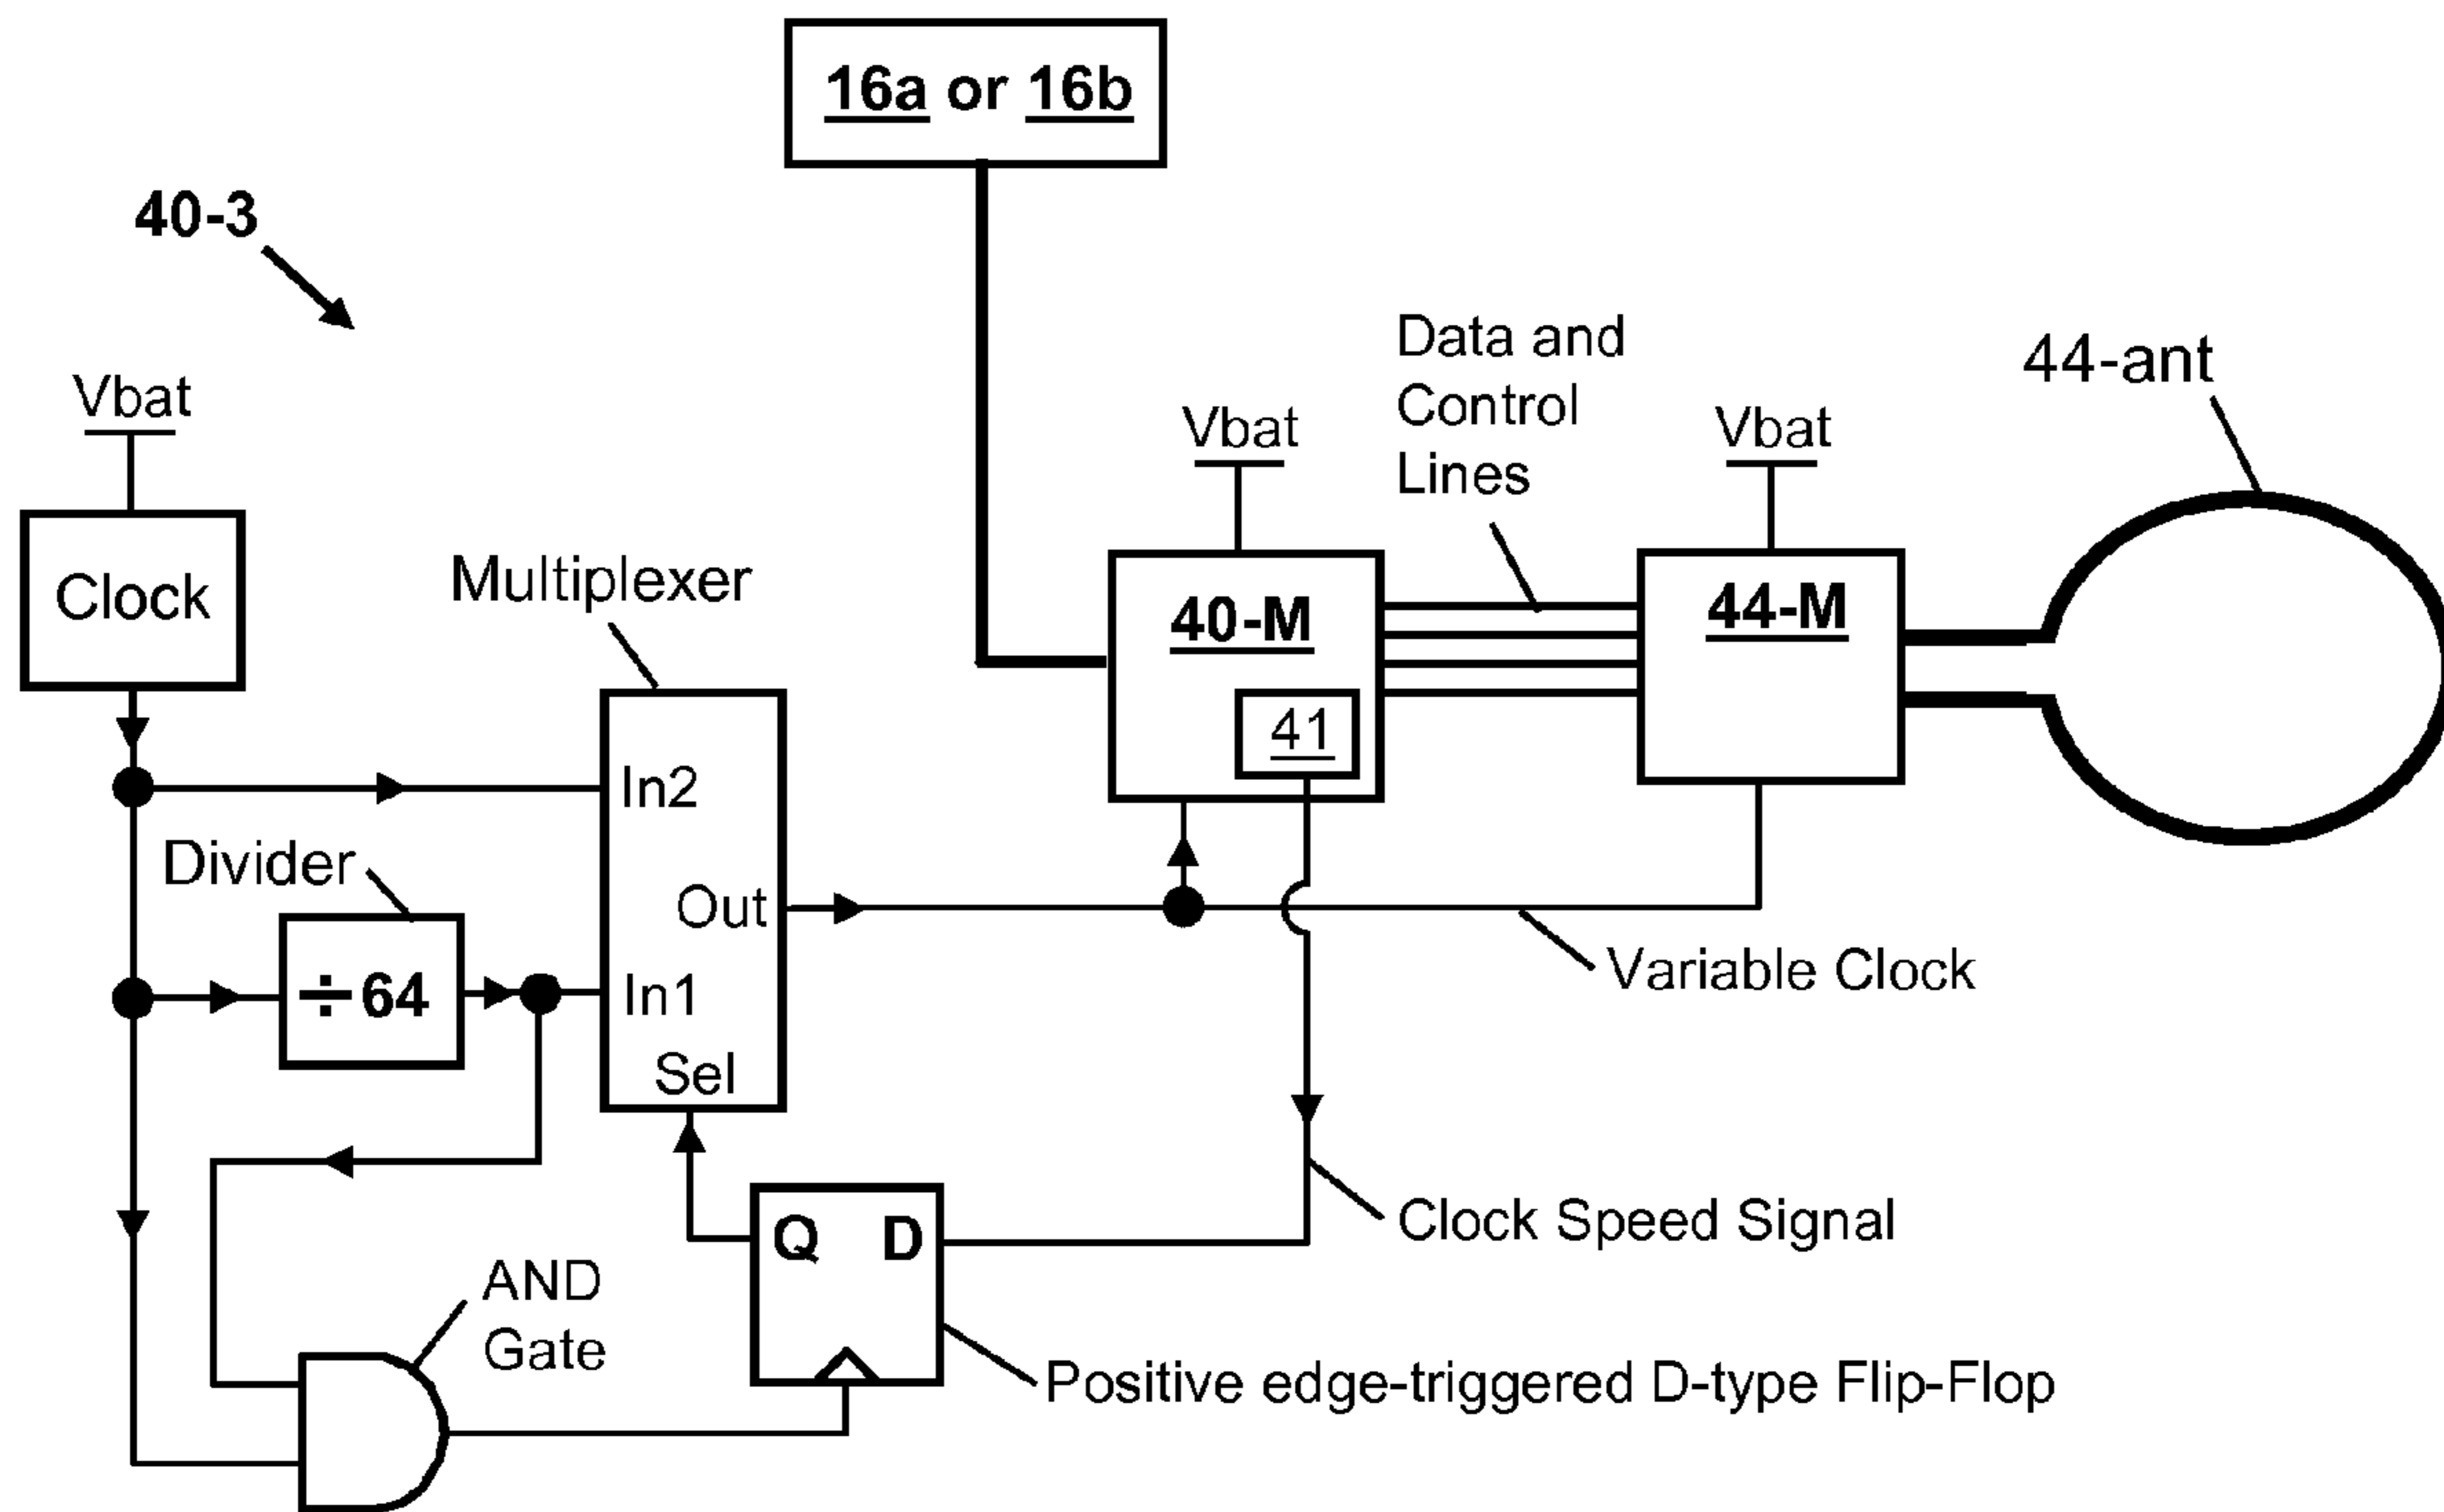 16a or 16b
40-3
Data and
Control
Lines
44-ant
Vbat
Vbat
Vbat
Clock
Multiplexer
40-M
44-M
41
In2
Divider
Out
÷64
In1
Variable Clock
Sel
Q D
Clock Speed Signal
AND
Gate
Positive edge-triggered D-type Flip-Flop